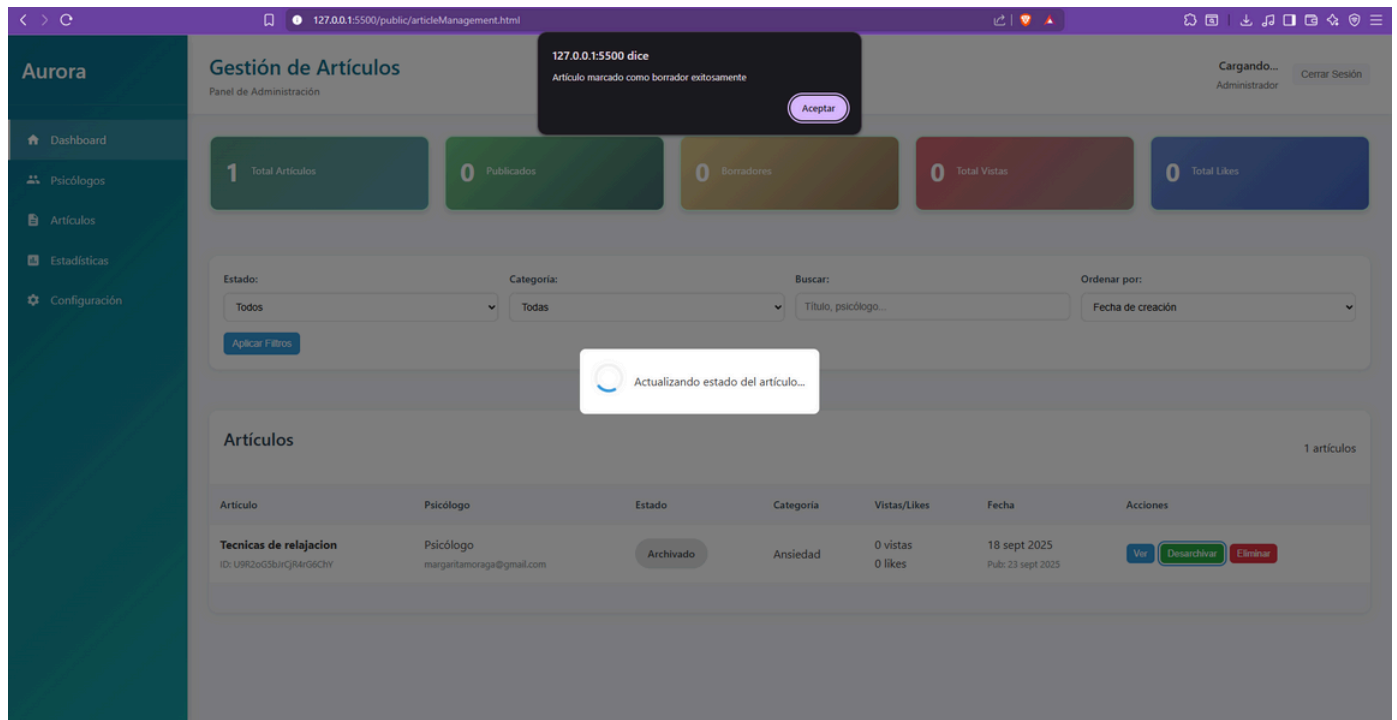 127.0.0.1:5500/public/articleManagement.html
127.0.0.1:5500 dice
Artículo marcado como borrador exitosamente
Aceptar
Aurora
Gestión de Artículos
Panel de Administración
Cargando...
Administrador
Cerrar Sesión
Dashboard
Psicólogos
Artículos
Estadísticas
Configuración
1 Total Artículos
0 Publicados
0 Borradores
0 Total Vistas
0 Total Likes
Estado:
Categoría:
Buscar:
Ordenar por:
Todos
Todas
Título, psicólogo...
Fecha de creación
Aplicar Filtros
Actualizando estado del artículo...
Artículos
1 artículos
Artículo Psicólogo Estado Categoría Vistas/Likes Fecha Acciones
Tecnicas de relajacion
ID: U9R2oG5bJrCjR4rG6ChY
Psicólogo
margaritamoraga@gmail.com
Archivado
Ansiedad
0 vistas
0 likes
18 sept 2025
Pub: 23 sept 2025
Ver
Desarchivar
Eliminar